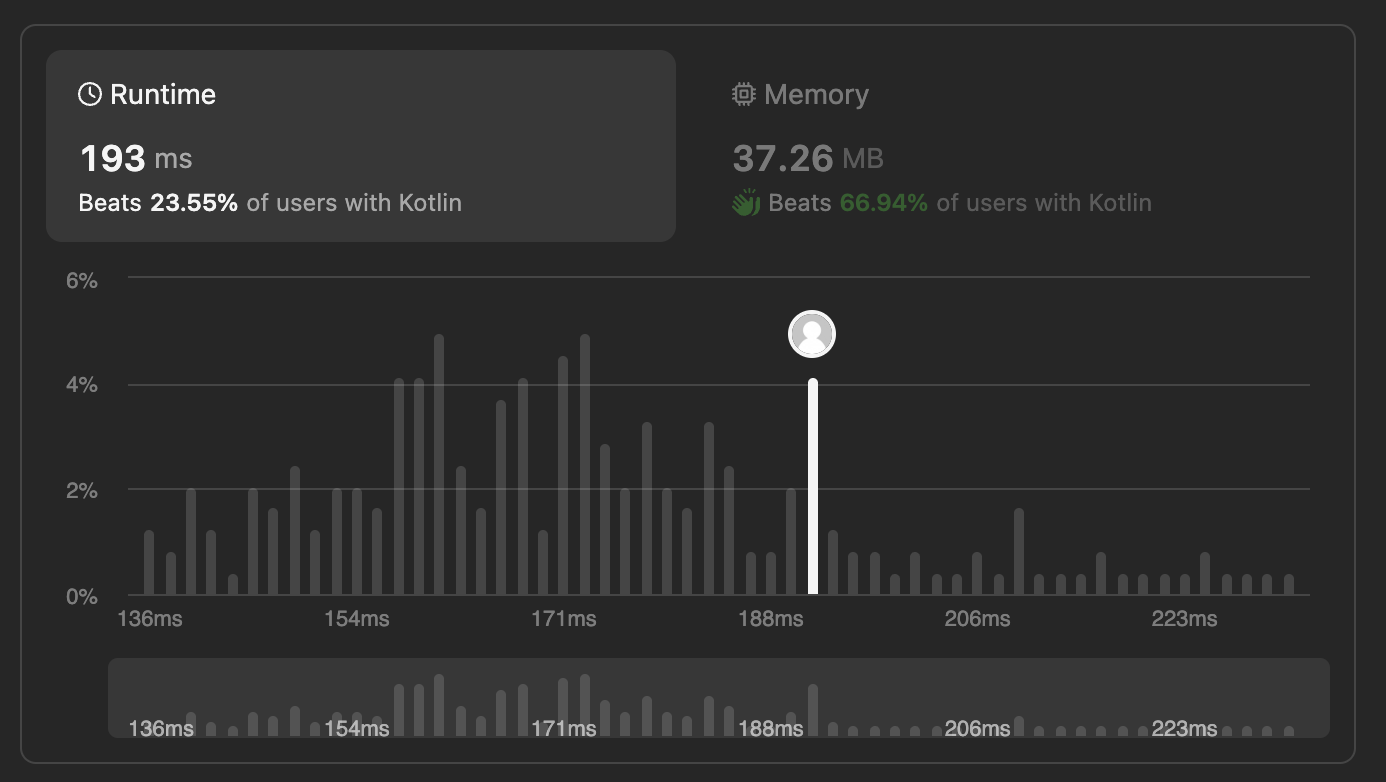 Runtime
193 ms
Beats 23.55% of users with Kotlin
Memory
37.26 MB
Beats 66.94% of users with Kotlin
6%
4%
2%
0%
136ms 154ms 171ms 188ms 206ms 223ms
136ms 154ms 171ms 188ms 206ms 223ms